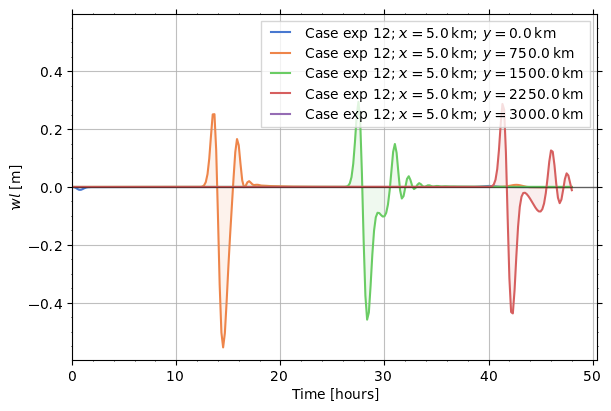 Case exp 12; x = 5.0 km; y = 0.0 km
Case exp 12; x = 5.0 km; y = 750.0 km
Case exp 12; x = 5.0 km; y = 1500.0 km
Case exp 12; x = 5.0 km; y = 2250.0 km
Case exp 12; x = 5.0 km; y = 3000.0 km
wl [m]
0.4
0.2
0.0
−0.2
−0.4
0 10 20 30 40 50
Time [hours]